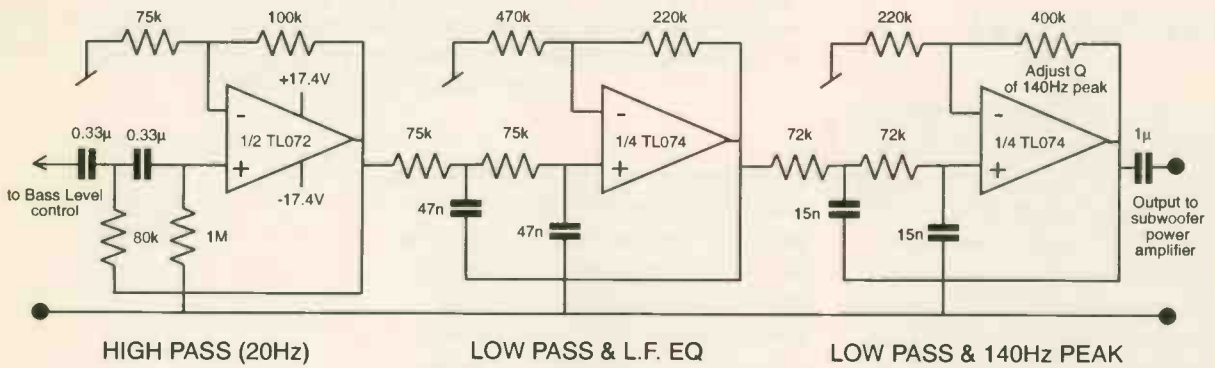 75k
100k
470k
220k
220k
400k
Adjust Q
of 140Hz peak
+17.4V
0.33μ
0.33μ
-
1/2 TL072
+
-17.4V
75k
75k
-
1/4 TL074
+
72k
72k
-
1/4 TL074
+
1μ
to Bass Level
control
80k
1M
47n
47n
15n
15n
Output to
subwoofer
power
amplifier
HIGH PASS (20Hz)
LOW PASS & L.F. EQ
LOW PASS & 140Hz PEAK